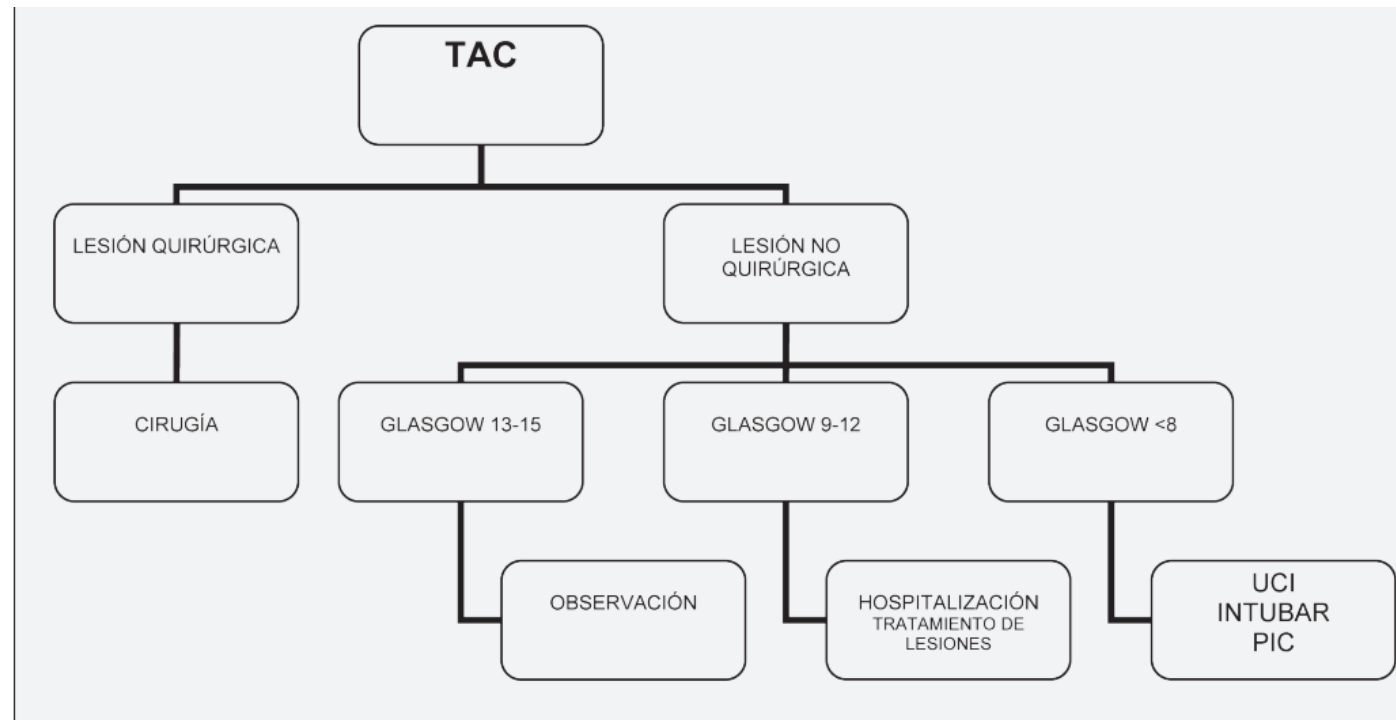 TAC
LESIÓN QUIRÚRGICA
LESIÓN NO
QUIRÚRGICA
CIRUGÍA
GLASGOW 13-15
GLASGOW 9-12
GLASGOW <8
OBSERVACIÓN
HOSPITALIZACIÓN
TRATAMIENTO DE
LESIONES
UCI
INTUBAR
PIC